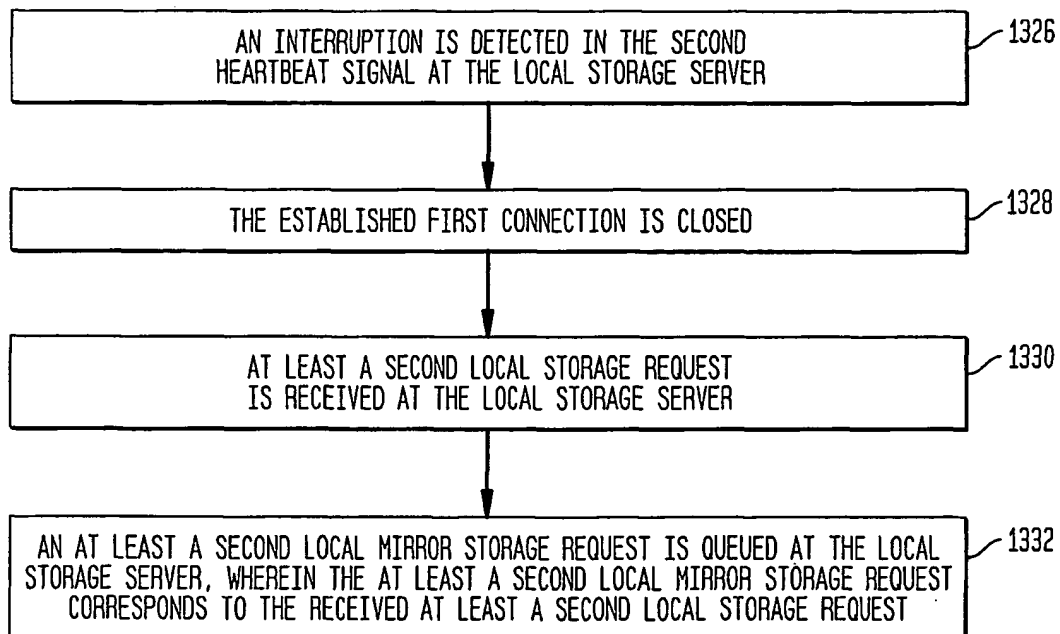 AN INTERRUPTION IS DETECTED IN THE SECOND
HEARTBEAT SIGNAL AT THE LOCAL STORAGE SERVER
1326
THE ESTABLISHED FIRST CONNECTION IS CLOSED
1328
AT LEAST A SECOND LOCAL STORAGE REQUEST
IS RECEIVED AT THE LOCAL STORAGE SERVER
1330
AN AT LEAST A SECOND LOCAL MIRROR STORAGE REQUEST IS QUEUED AT THE LOCAL
STORAGE SERVER, WHEREIN THE AT LEAST A SECOND LOCAL MIRROR STORAGE REQUEST
CORRESPONDS TO THE RECEIVED AT LEAST A SECOND LOCAL STORAGE REQUEST
1332